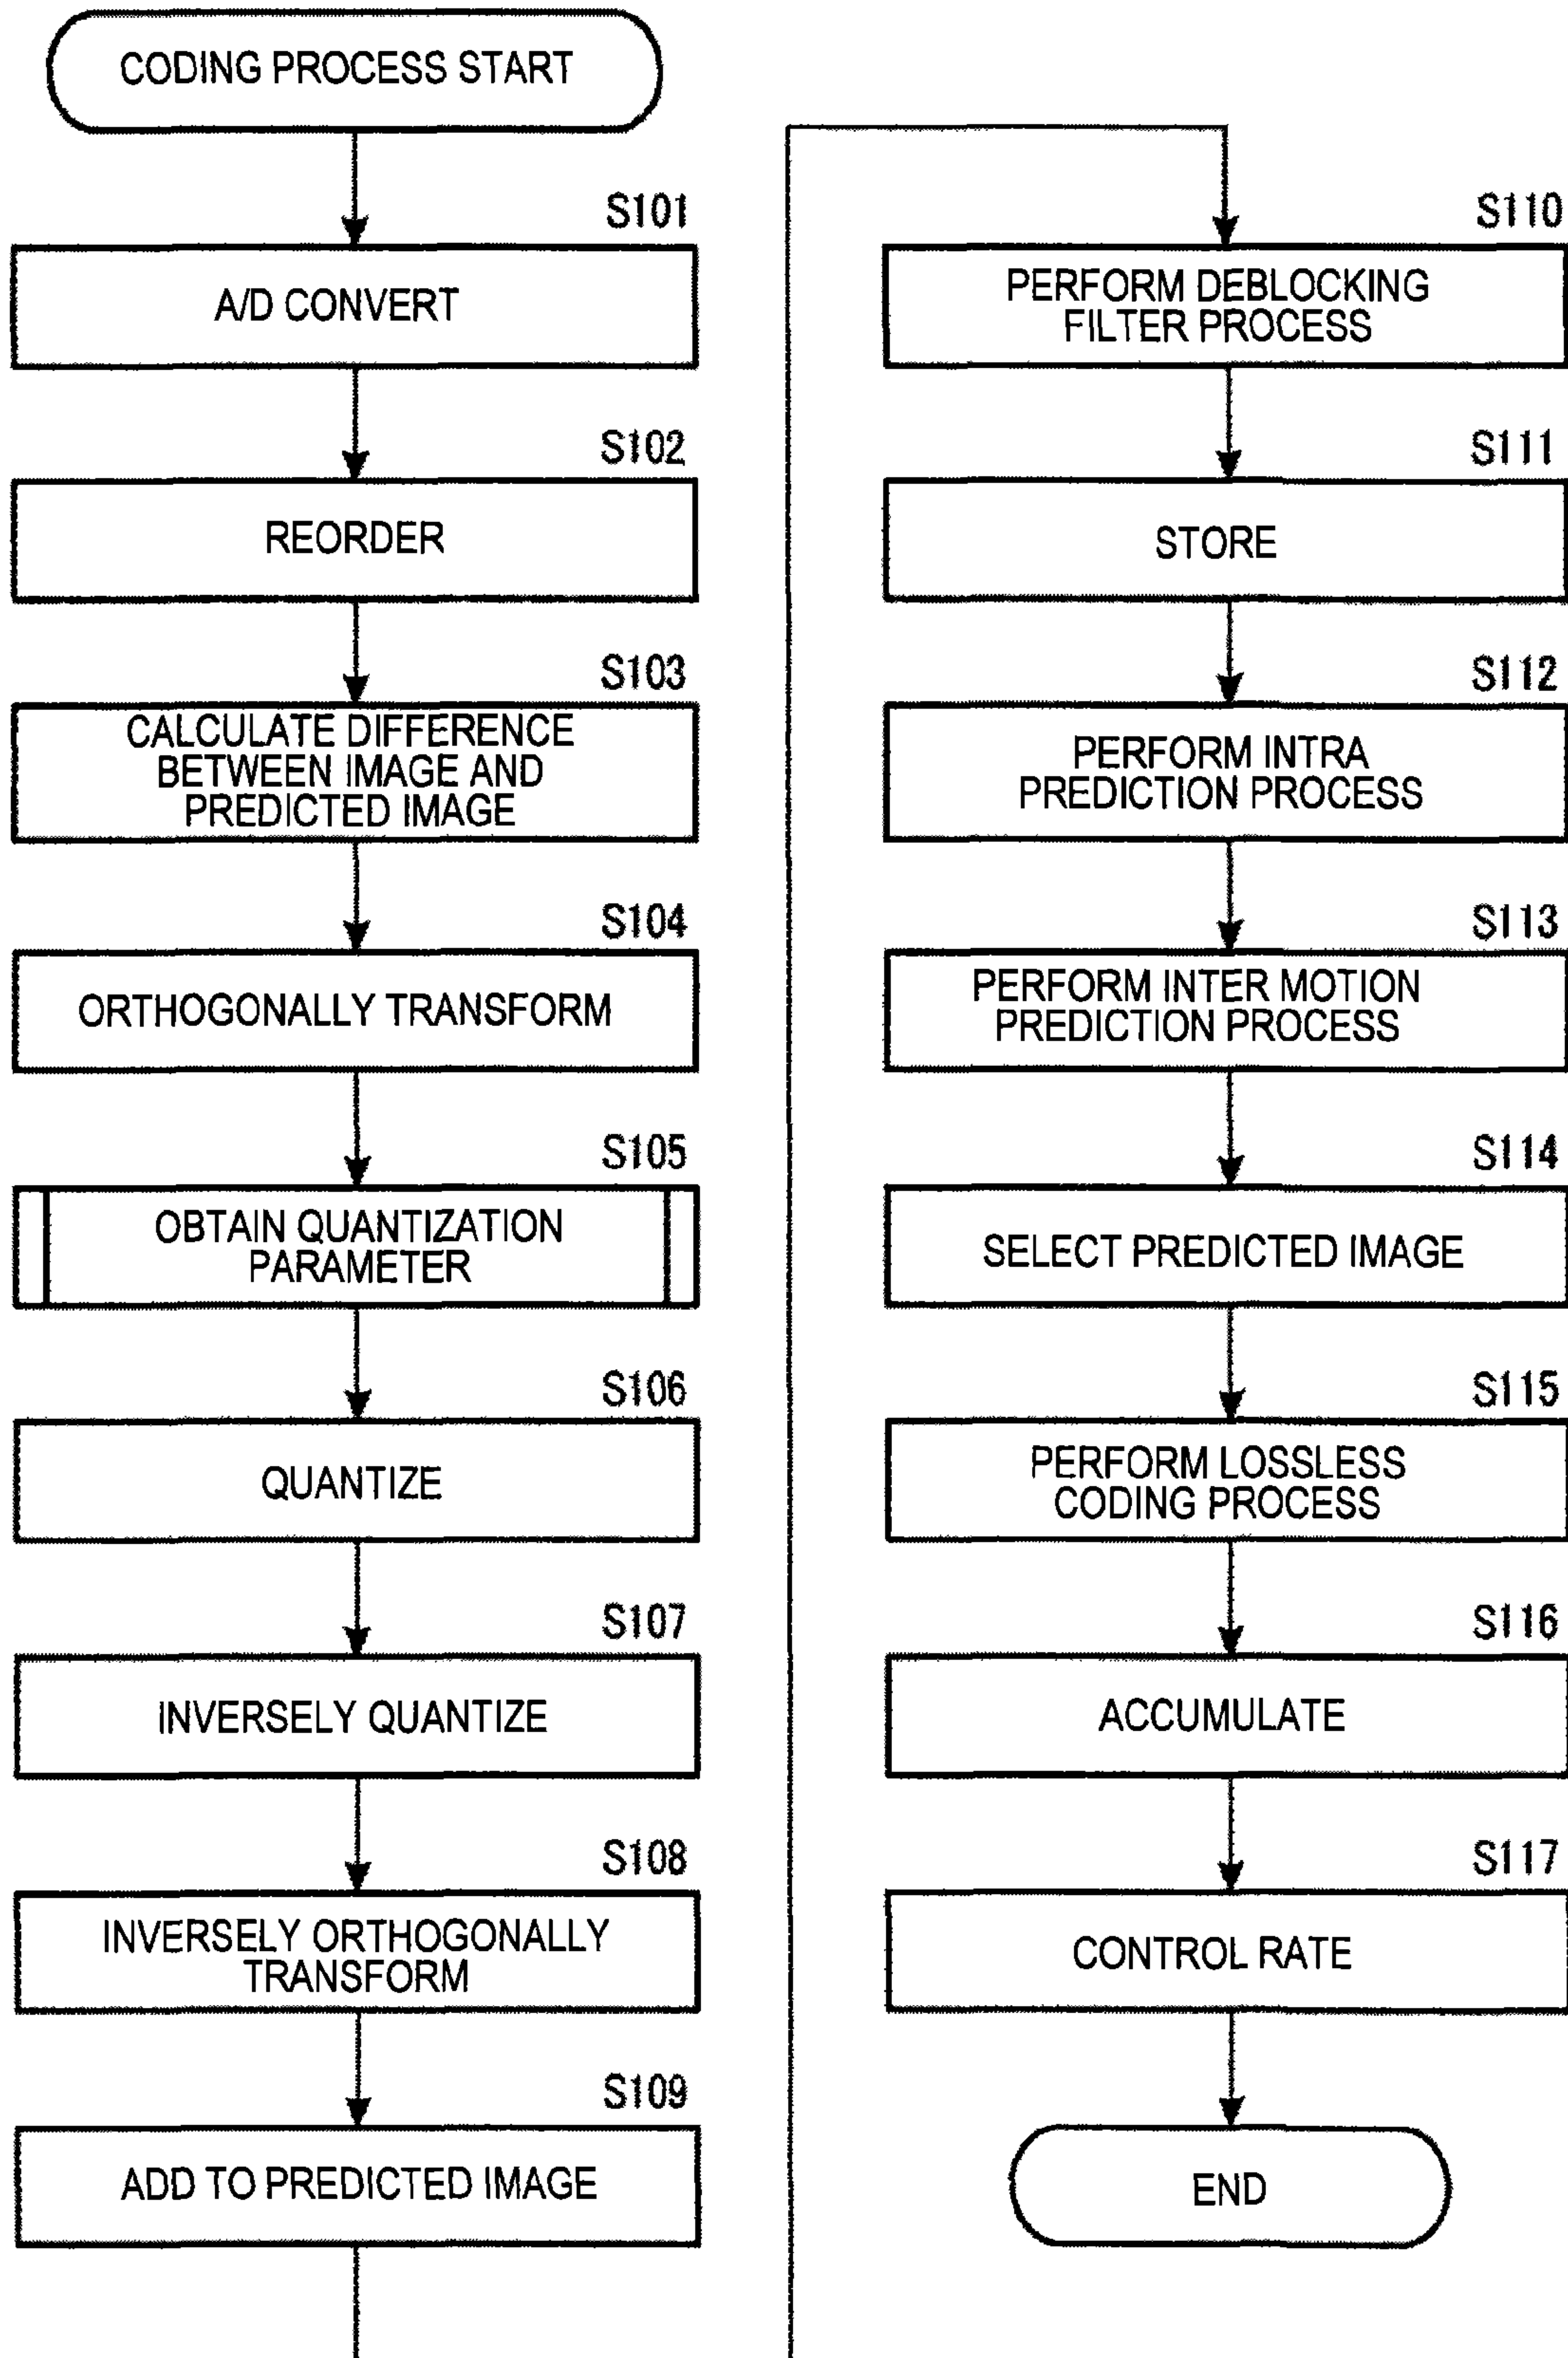 CODING PROCESS START
S101
A/D CONVERT
S102
REORDER
S103
CALCULATE DIFFERENCE
BETWEEN IMAGE AND
PREDICTED IMAGE
S104
ORTHOGONALLY TRANSFORM
S105
OBTAIN QUANTIZATION
PARAMETER
S106
QUANTIZE
S107
INVERSELY QUANTIZE
S108
INVERSELY ORTHOGONALLY
TRANSFORM
S109
ADD TO PREDICTED IMAGE
S110
PERFORM DEBLOCKING
FILTER PROCESS
S111
STORE
S112
PERFORM INTRA
PREDICTION PROCESS
S113
PERFORM INTER MOTION
PREDICTION PROCESS
S114
SELECT PREDICTED IMAGE
S115
PERFORM LOSSLESS
CODING PROCESS
S116
ACCUMULATE
S117
CONTROL RATE
END